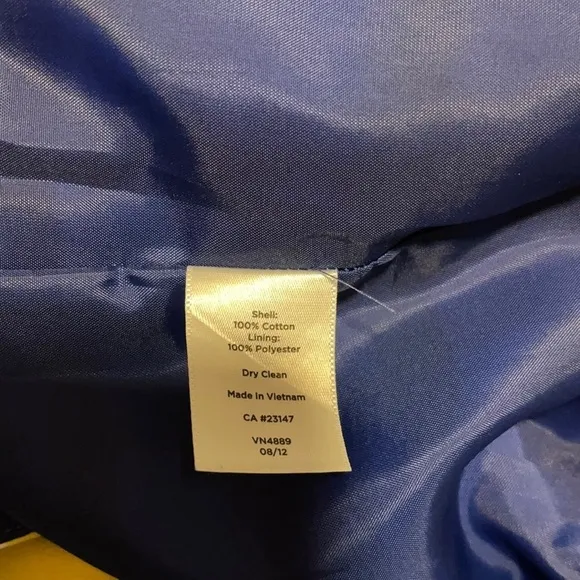 Shell:
100% Cotton
Lining:
100% Polyester
Dry Clean
Made in Vietnam
CA #23147
VN4889
08/12